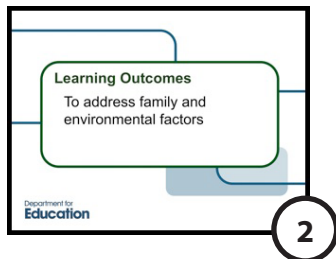 Learning Outcomes
To address family and
environmental factors
Department for
Education
2